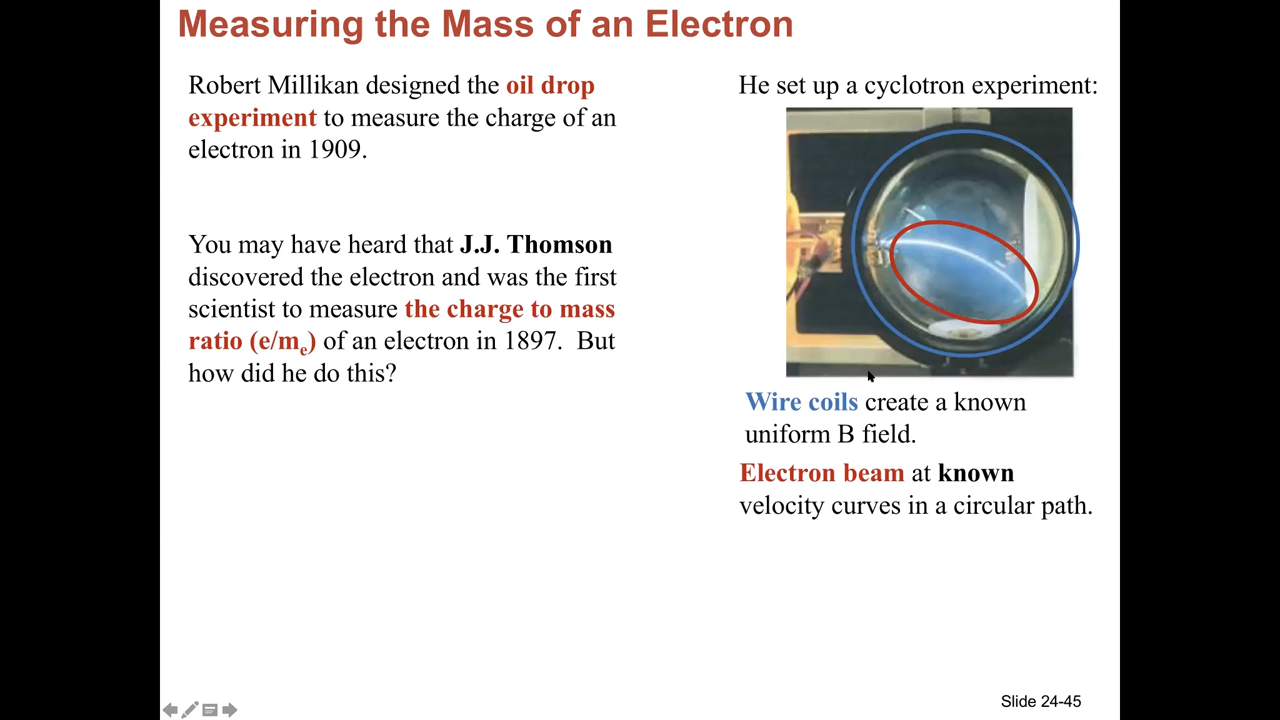 Measuring the Mass of an Electron
Robert Millikan designed the oil drop
experiment to measure the charge of an
electron in 1909.
You may have heard that J.J. Thomson
discovered the electron and was the first
scientist to measure the charge to mass
ratio (e/me) of an electron in 1897. But
how did he do this?
He set up a cyclotron experiment:
Wire coils create a known
uniform B field.
Electron beam at known
velocity curves in a circular path.
Slide 24-45